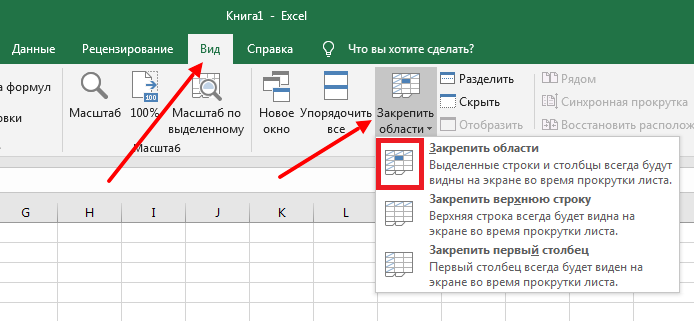 Книга1 - Excel
Данные Рецензирование Вид Справка Что вы хотите сделать?
а формул
овки
Масштаб
100
100%
Масштаб по
выделенному
Масштаб
Новое
окно
Упорядочить
все
Закрепить
области
Разделить
Скрыть
Отобразить
Рядом
Синхронная прокрутка
Восстановить располож
Закрепить области
Выделенные строки и столбцы всегда будут
видны на экране во время прокрутки листа.
Закрепить верхнюю строку
Верхняя строка всегда будет видна на
экране во время прокрутки листа.
Закрепить первый столбец
Первый столбец всегда будет виден на
экране во время прокрутки листа.
G H I J K L